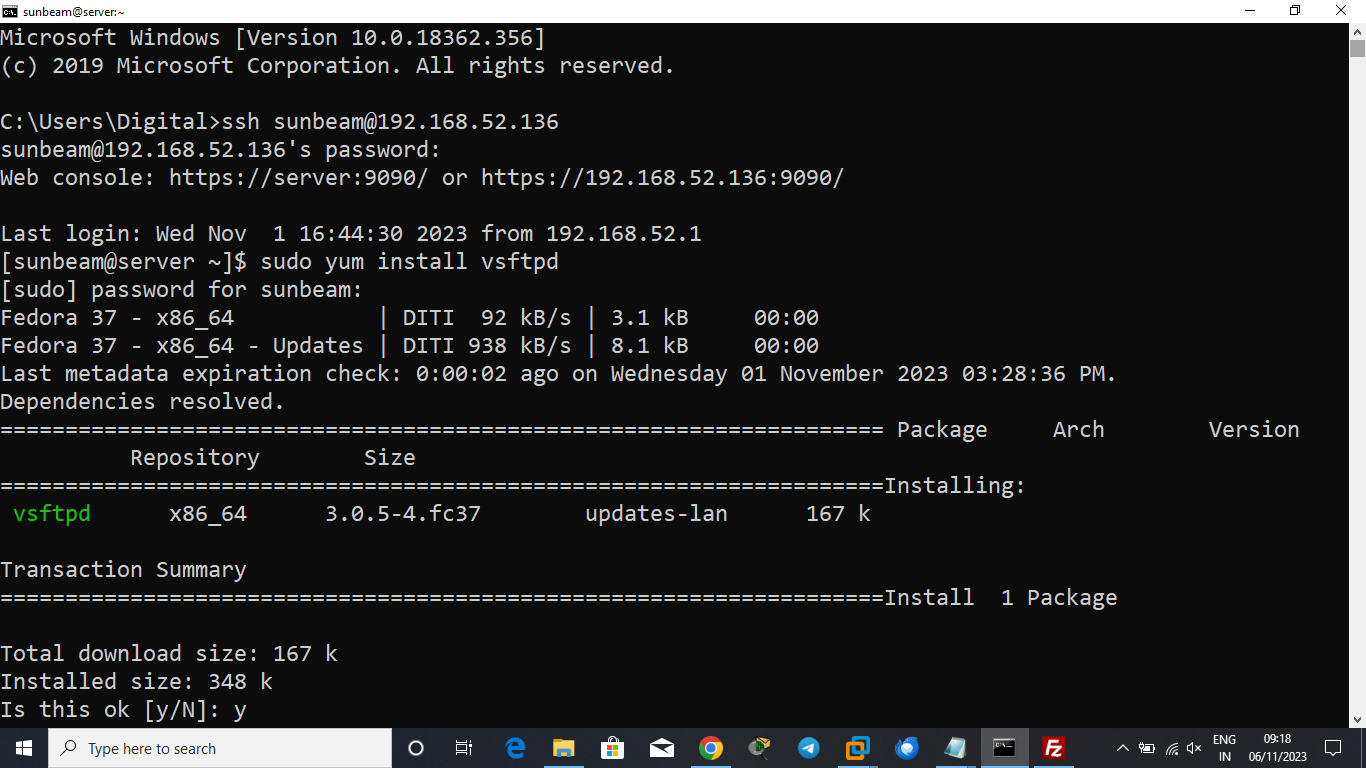 sunbeam@server:~
Microsoft Windows [Version 10.0.18362.356]
(c) 2019 Microsoft Corporation. All rights reserved.
C:\Users\Digital>ssh sunbeam@192.168.52.136
sunbeam@192.168.52.136's password:
Web console: https://server:9090/ or https://192.168.52.136:9090/
Last login: Wed Nov  1 16:44:30 2023 from 192.168.52.1
[sunbeam@server ~]$ sudo yum install vsftpd
[sudo] password for sunbeam:
Fedora 37 - x86_64           | DITI  92 kB/s | 3.1 kB     00:00
Fedora 37 - x86_64 - Updates | DITI 938 kB/s | 8.1 kB     00:00
Last metadata expiration check: 0:00:02 ago on Wednesday 01 November 2023 03:28:36 PM.
Dependencies resolved.
==================================================================== Package     Arch        Version
          Repository        Size
====================================================================Installing:
 vsftpd      x86_64      3.0.5-4.fc37        updates-lan      167 k
Transaction Summary
====================================================================Install  1 Package
Total download size: 167 k
Installed size: 348 k
Is this ok [y/N]: y
Type here to search
ENG
IN
09:18
06/11/2023